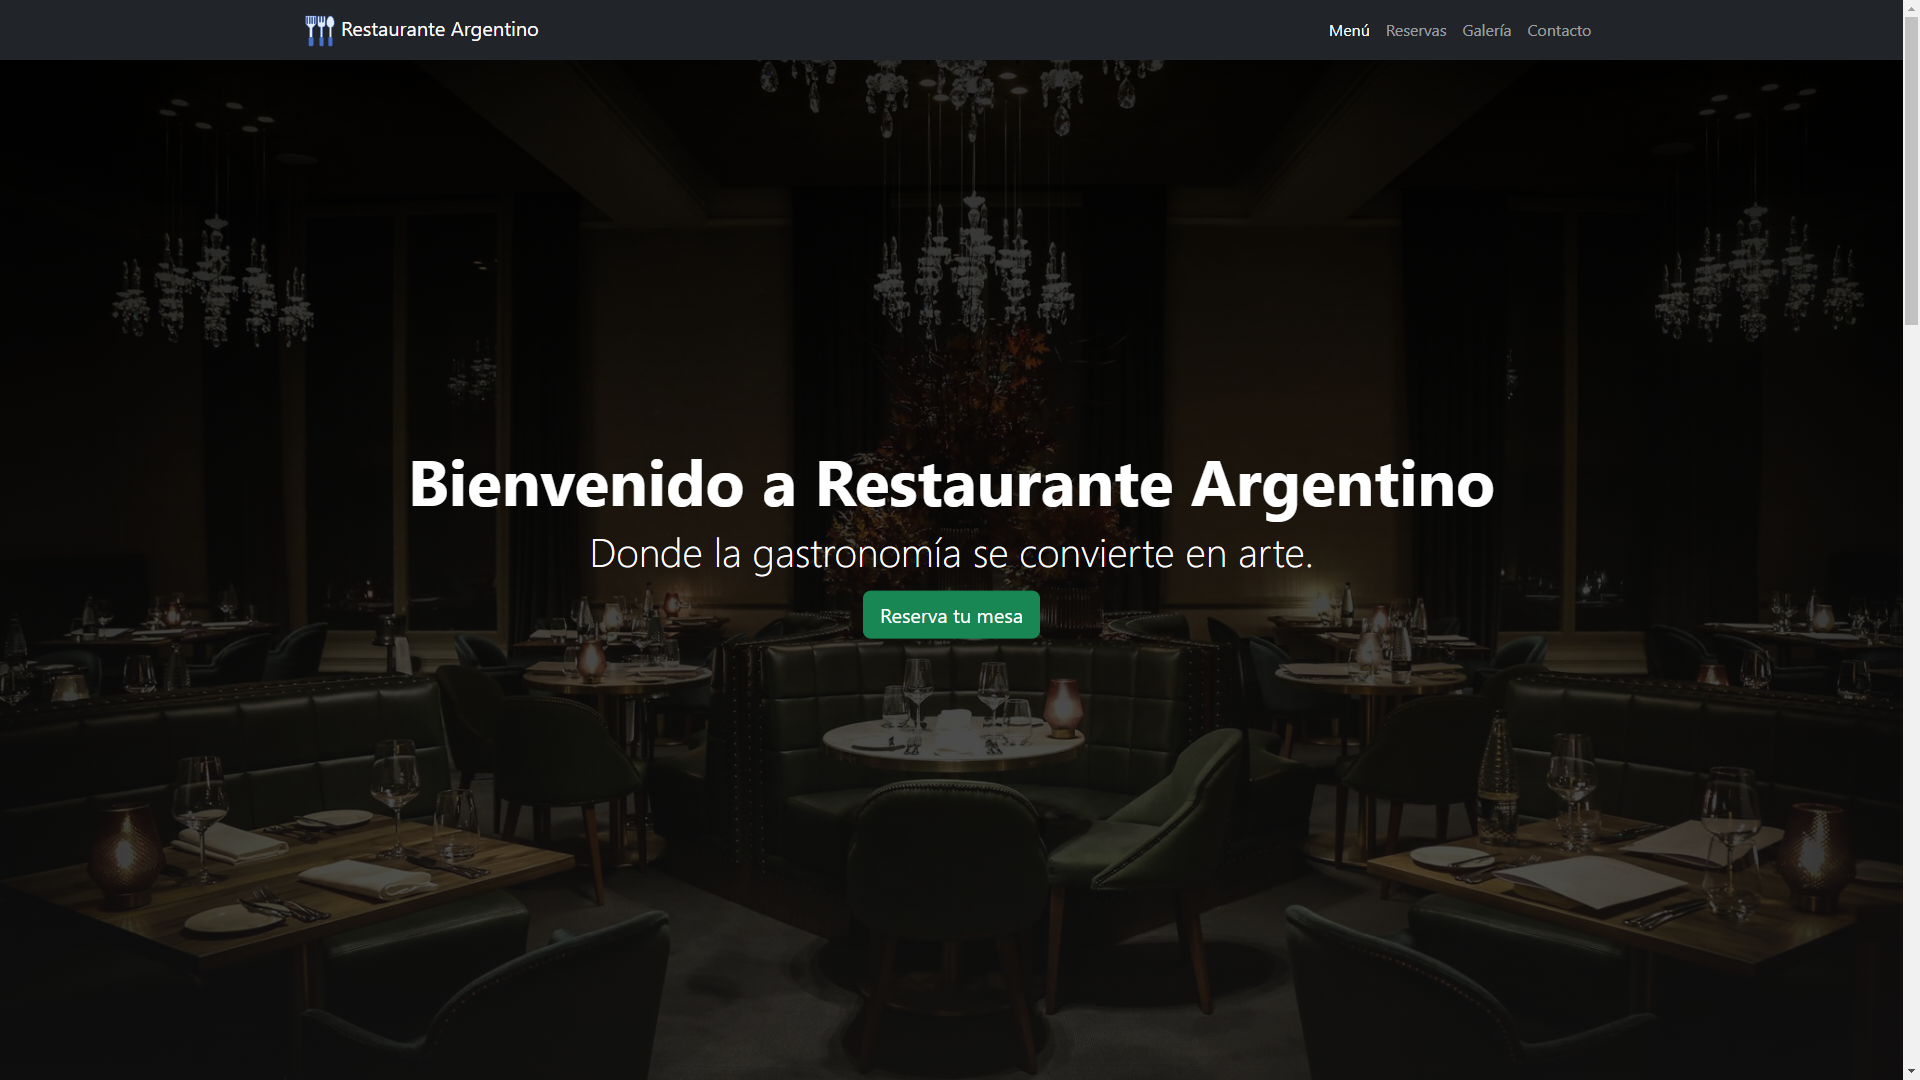 Restaurante Argentino
Menú Reservas Galería Contacto
Bienvenido a Restaurante Argentino
Donde la gastronomía se convierte en arte.
Reserva tu mesa